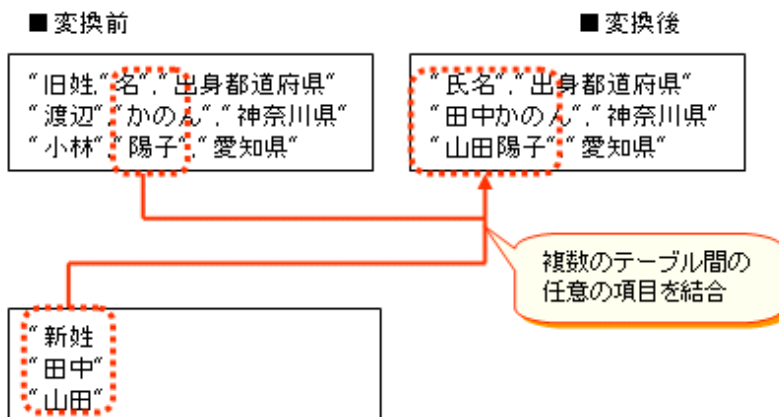 ■変換前
■変換後
"旧姓,"名","出身都道府県"
"渡辺","かのん","神奈川県"
"小林","陽子","愛知県"
"氏名","出身都道府県"
"田中かのん","神奈川県"
"山田陽子","愛知県"
複数のテーブル間の
任意の項目を結合
"新姓
"田中"
"山田"